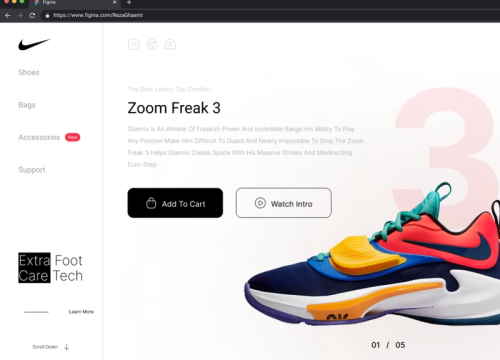 Figma
https://www.figma.com/RezaGhaemi
Shoes
Bags
Accessories New
Support
Extra Foot
Care Tech
Learn More
Scroll Down
The Best Looks; Top Comfort
Zoom Freak 3
Giannis Is An Athlete Of Freakish Power And Incredible Range.His Ability To Play
Any Position Make Him Difficult To Guard And Nearly Impossible To Stop.The Zoom
Freak 3 Helps Giannis Create Space With His Massive Strides And Misdirecting
Euro-Step.
Add To Cart
Watch Intro
3
01 / 05